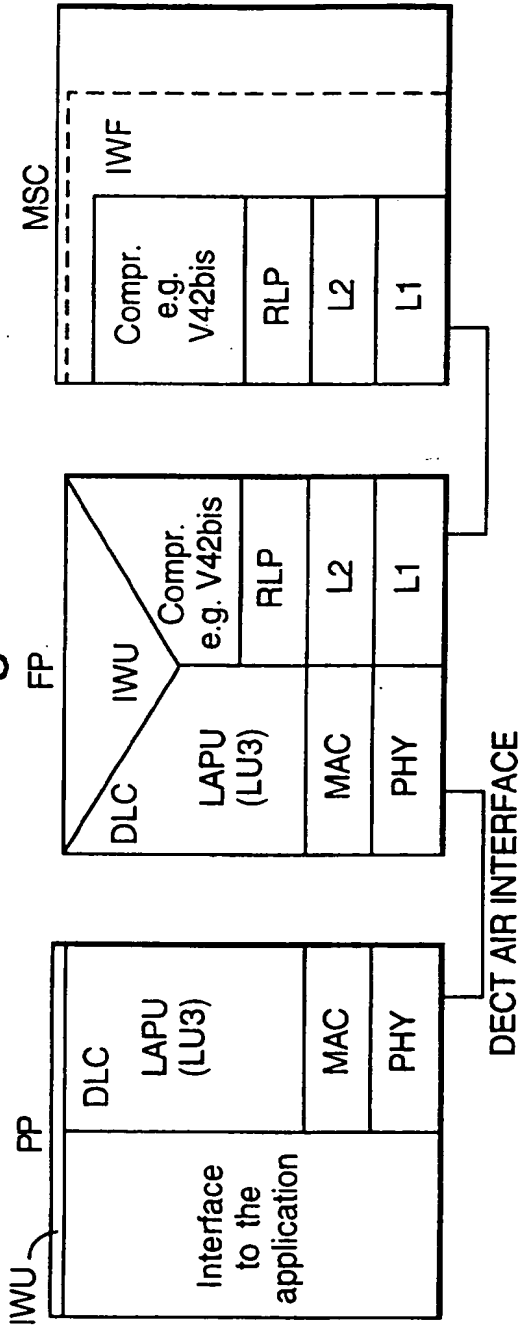 IWU
PP
Interface
to the
application
DLC
LAPU
(LU3)
MAC
PHY
DECT AIR INTERFACE
FP
DLC
IWU
LAPU
(LU3)
MAC
PHY
Compr.
e.g. V42bis
RLP
L2
L1
MSC
IWF
Compr.
e.g.
V42bis
RLP
L2
L1